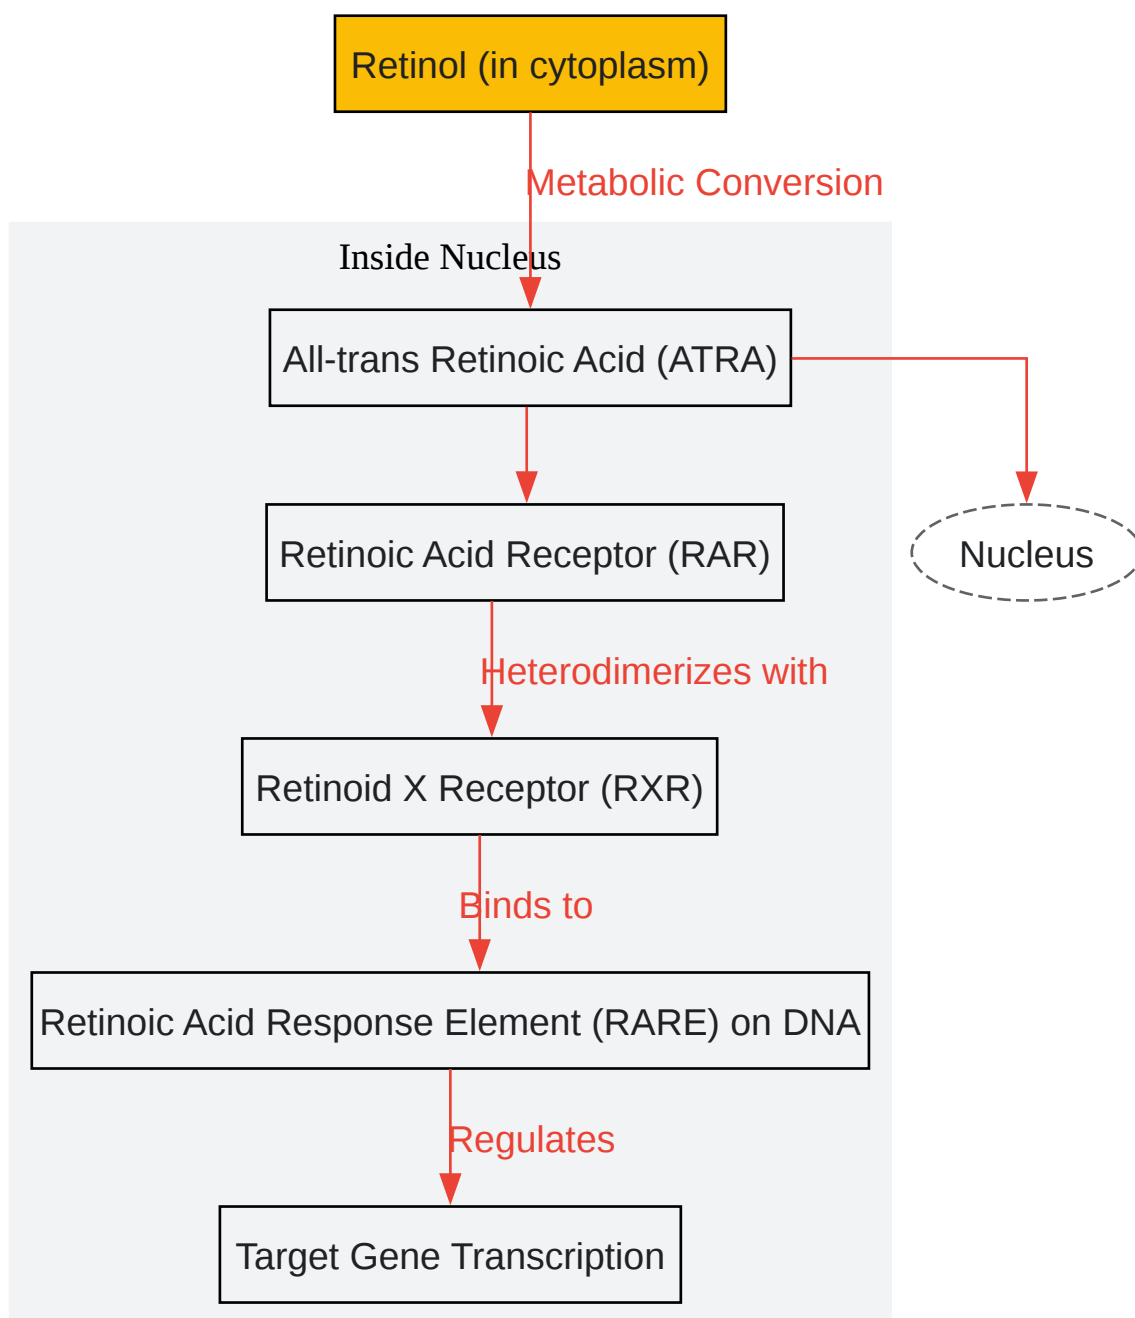 Retinol (in cytoplasm)
Metabolic Conversion
Inside Nucleus
All-trans Retinoic Acid (ATRA)
Retinoic Acid Receptor (RAR)
Nucleus
Heterodimerizes with
Retinoid X Receptor (RXR)
Binds to
Retinoic Acid Response Element (RARE) on DNA
Regulates
Target Gene Transcription